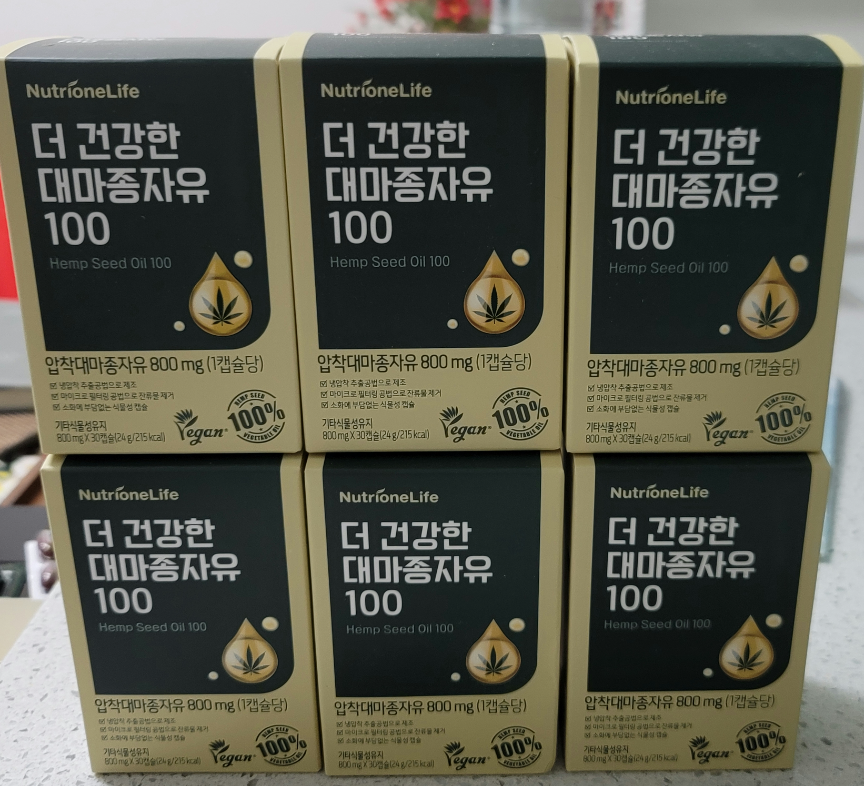 NutrioneLife
더 건강한
대마종자유
100
Hemp Seed Oil 100
압착대마종자유 800 mg (1캡슐당)
냉압착 추출공법으로 제조
마이크로 필터링 공법으로 잔류물 제거
소화에 부담없는 식물성 캡슐
기타식물성유지
800 mg X 30캡슐(24 g/215 kcal)
Vegan
HEMP SEED
100%
VEGETABLE OIL
NutrioneLife
더 건강한
대마종자유
100
Hemp Seed Oil 100
압착대마종자유 800 mg (1캡슐당)
냉압착 추출공법으로 제조
마이크로 필터링 공법으로 잔류물 제거
소화에 부담없는 식물성 캡슐
기타식물성유지
800 mg X 30캡슐(24 g/215 kcal)
Vegan
HEMP SEED
100%
VEGETABLE OIL
NutrioneLife
더 건강한
대마종자유
100
Hemp Seed Oil 100
압착대마종자유 800 mg (1캡슐당)
냉압착 추출공법으로 제조
마이크로 필터링 공법으로 잔류물 제거
소화에 부담없는 식물성 캡슐
기타식물성유지
800 mg X 30캡슐(24 g/215 kcal)
Vegan
HEMP SEED
100%
VEGETABLE OIL
NutrioneLife
더 건강한
대마종자유
100
Hemp Seed Oil 100
압착대마종자유 800 mg (1캡슐당)
냉압착 추출공법으로 제조
마이크로 필터링 공법으로 잔류물 제거
소화에 부담없는 식물성 캡슐
기타식물성유지
800 mg X 30캡슐(24 g/215 kcal)
Vegan
HEMP SEED
100%
VEGETABLE OIL
NutrioneLife
더 건강한
대마종자유
100
Hemp Seed Oil 100
압착대마종자유 800 mg (1캡슐당)
냉압착 추출공법으로 제조
마이크로 필터링 공법으로 잔류물 제거
소화에 부담없는 식물성 캡슐
기타식물성유지
800 mg X 30캡슐(24 g/215 kcal)
Vegan
HEMP SEED
100%
VEGETABLE OIL
NutrioneLife
더 건강한
대마종자유
100
Hemp Seed Oil 100
압착대마종자유 800 mg (1캡슐당)
냉압착 추출공법으로 제조
마이크로 필터링 공법으로 잔류물 제거
소화에 부담없는 식물성 캡슐
기타식물성유지
800 mg X 30캡슐(24 g/215 kcal)
Vegan
HEMP SEED
100%
VEGETABLE OIL